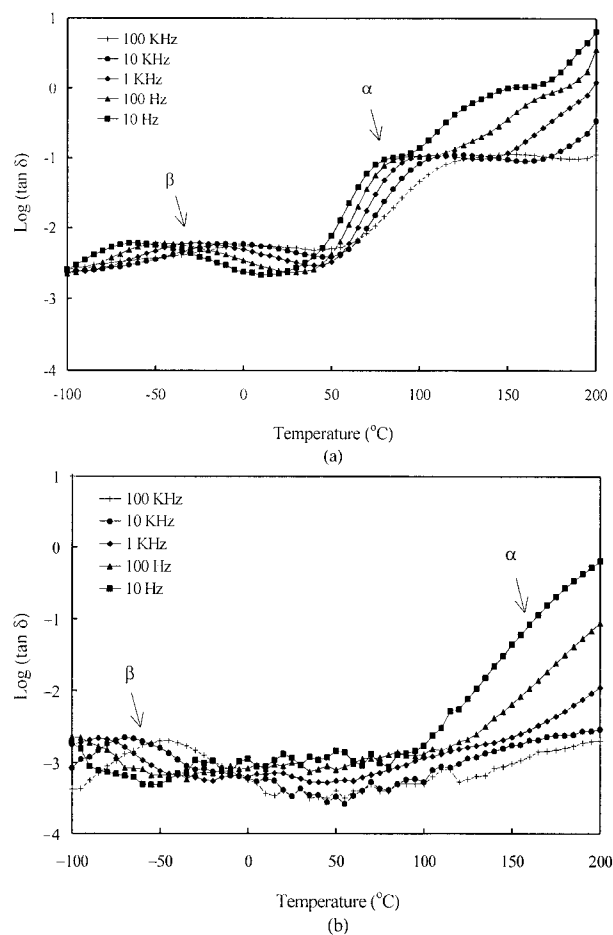 1
0
-1
-2
-3
-4
Log (tan δ)
100 KHz
10 KHz
1 KHz
100 Hz
10 Hz
α
β
-100 -50 0 50 100 150 200
Temperature (°C)
(a)
1
0
-1
-2
-3
-4
Log (tan δ)
100 KHz
10 KHz
1 KHz
100 Hz
10 Hz
α
β
-100 -50 0 50 100 150 200
Temperature (°C)
(b)